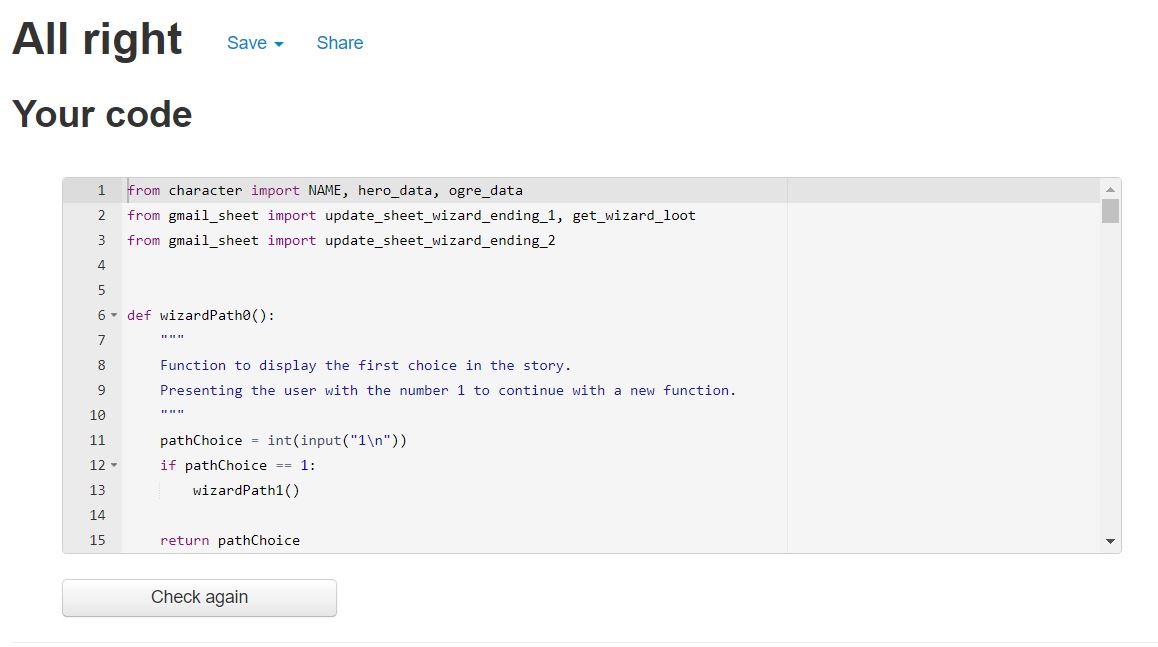 All right Save Share
Your code
1 from character import NAME, hero_data, ogre_data
2 from gmail_sheet import update_sheet_wizard_ending_1, get_wizard_loot
3 from gmail_sheet import update_sheet_wizard_ending_2
4
5
6 def wizardPath0():
7 """
8 Function to display the first choice in the story.
9 Presenting the user with the number 1 to continue with a new function.
10 """
11 pathChoice = int(input("1\n"))
12 if pathChoice == 1:
13 wizardPath1()
14
15 return pathChoice
Check again